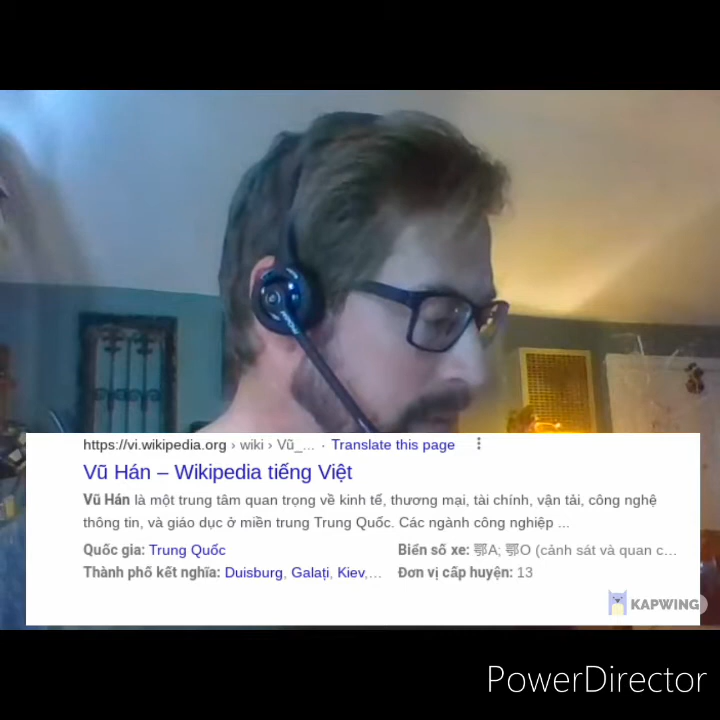 https://vi.wikipedia.org › wiki › Vũ_... · Translate this page
Vũ Hán – Wikipedia tiếng Việt
Vũ Hán là một trung tâm quan trọng về kinh tế, thương mại, tài chính, vận tải, công nghệ
thông tin, và giáo dục ở miền trung Trung Quốc. Các ngành công nghiệp ...
Quốc gia: Trung Quốc
Biển số xe: 鄂A; 鄂O (cảnh sát và quan c...
Thành phố kết nghĩa: Duisburg, Galați, Kiev,...
Đơn vị cấp huyện: 13
KAPWING
PowerDirector